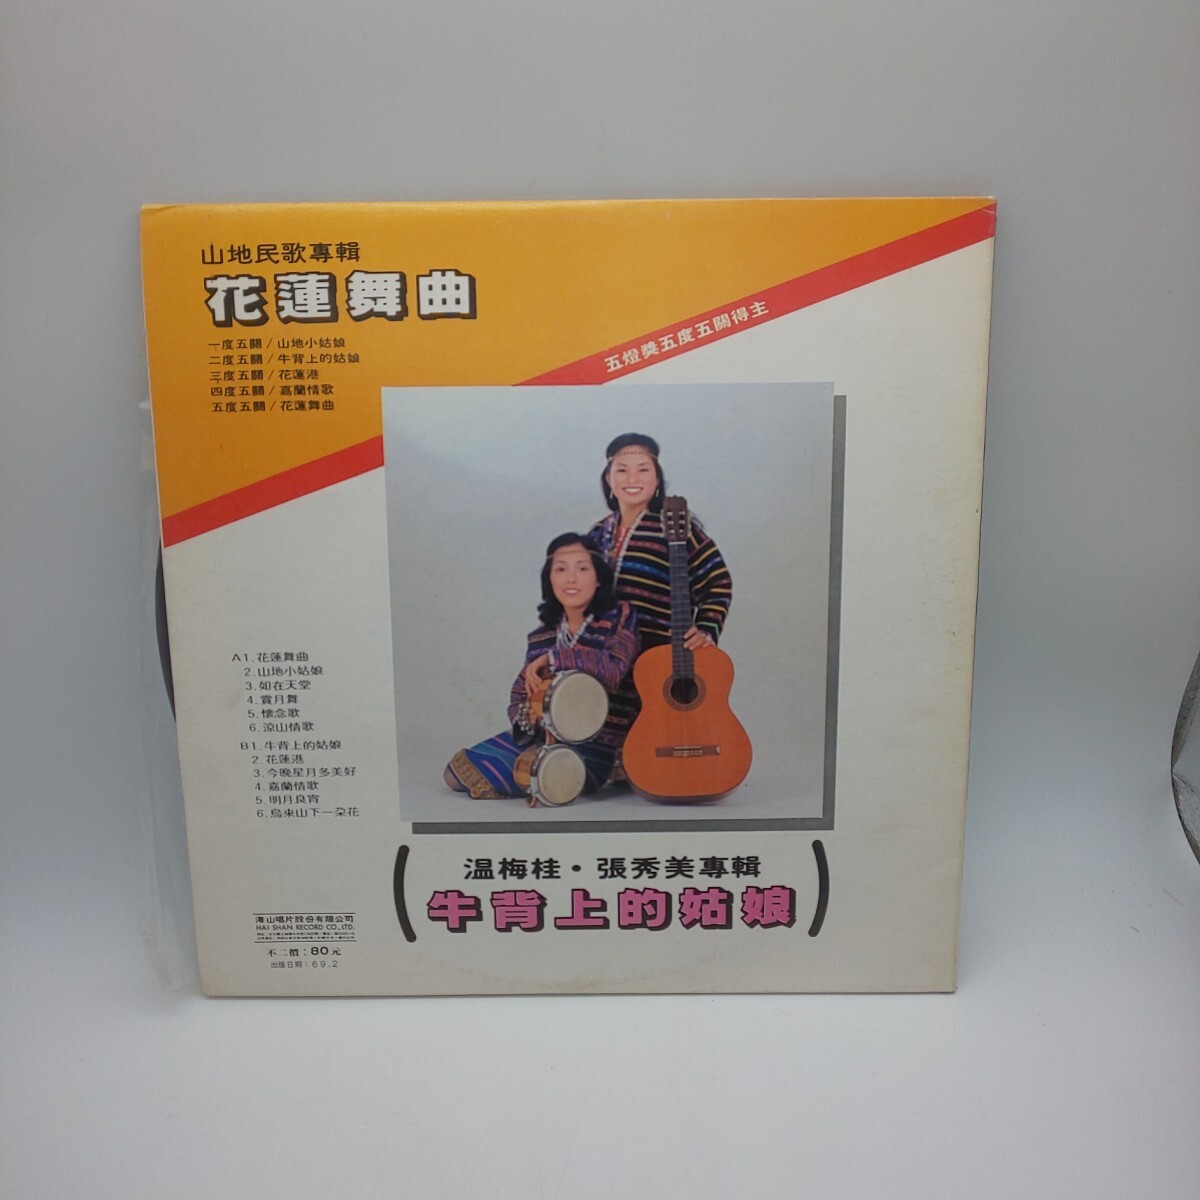 山地民歌專輯
花蓮舞曲
一度五關/山地小姑娘
二度五關/牛背上的姑娘
三度五關/花蓮港
四度五關/嘉蘭情歌
五度五關/花蓮舞曲
五燈獎五度五關得主
A1.花蓮舞曲
2.山地小姑娘
3.如在天堂
4.賞月舞
5.懷念歌
6.涼山情歌
B1.牛背上的姑娘
2.花蓮港
3.今晚星月多美好
4.嘉蘭情歌
5.明月良宵
6.烏來山下一朶花
温梅桂・張秀美專輯
(牛背上的姑娘)
海山唱片股份有限公司
HAI SHAN RECORD CO., LTD.
不二價:80元
出版日期:69.2